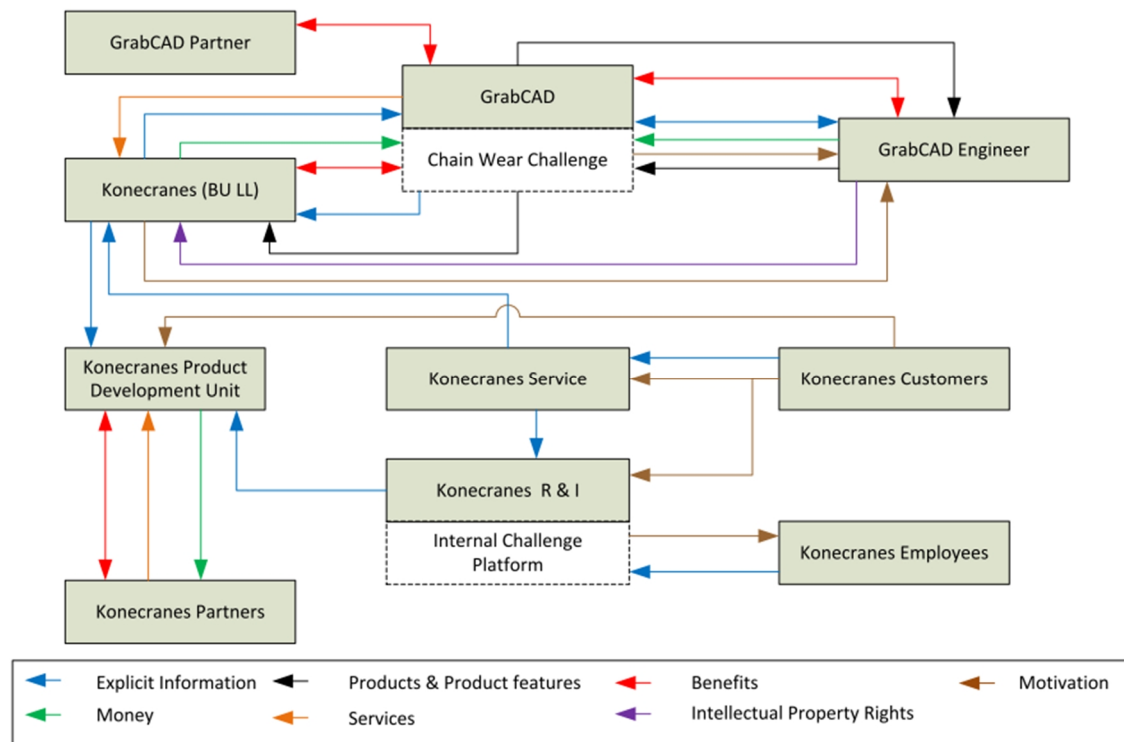 GrabCAD Partner
GrabCAD
Chain Wear Challenge
GrabCAD Engineer
Konecranes (BU LL)
Konecranes Product
Development Unit
Konecranes Service
Konecranes Customers
Konecranes R & I
Internal Challenge
Platform
Konecranes Employees
Konecranes Partners
Explicit Information
Products & Product features
Benefits
Motivation
Money
Services
Intellectual Property Rights